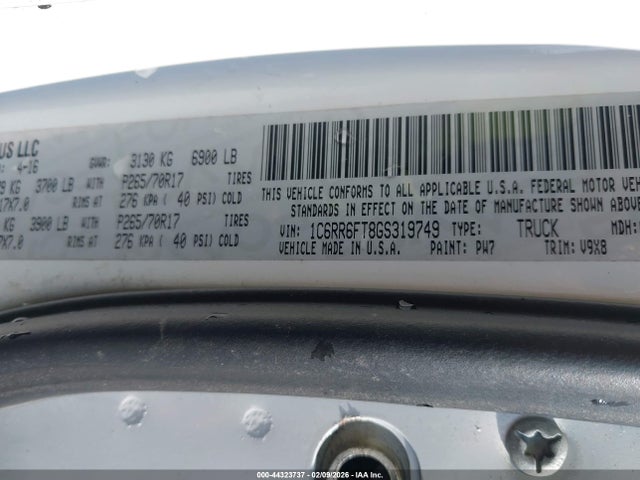 US LLC
4-16 GVWR: 3130 KG 6900 LB
KG 3700 LB WITH P265/70R17 TIRES
17X7.0 RIMS AT 276 KPA ( 40 PSI) COLD
KG 3900 LB WITH P265/70R17 TIRES
7X7.0 RIMS AT 276 KPA ( 40 PSI) COLD
THIS VEHICLE CONFORMS TO ALL APPLICABLE U.S.A. FEDERAL MOTOR VEH
STANDARDS IN EFFECT ON THE DATE OF MANUFACTURE SHOWN ABOVE
VIN: 1C6RR6FT8GS319749 TYPE: TRUCK MDH:
VEHICLE MADE IN U.S.A. PAINT: PW7 TRIM: V9X8
000-44323737 - 02/09/2026 - COPYRIGHT IAA, LLC.